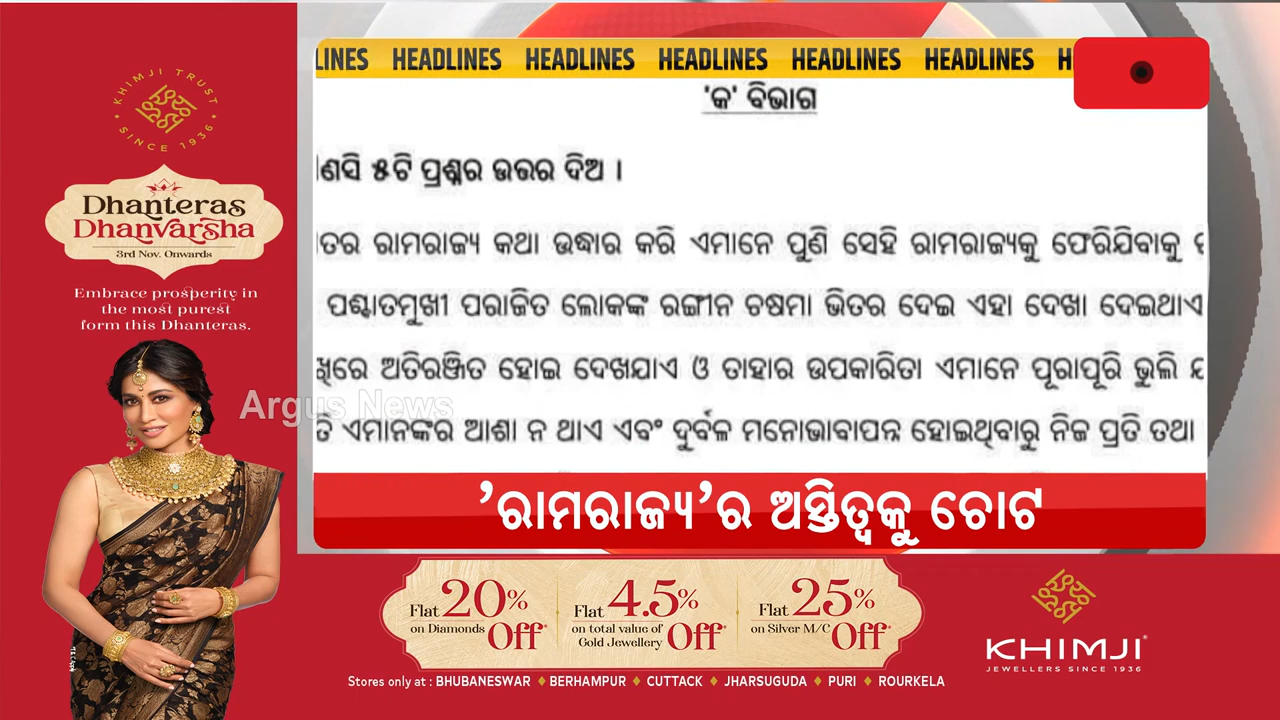 KHIMJI TRUST
SINCE 1936
Dhanteras
Dhanvarsha
3rd Nov. Onwards
Embrace prosperity in
the most purest
form this Dhanteras.
Argus News
HEADLINES HEADLINES HEADLINES HEADLINES HEADLINES
'କ' ବିଭାଗ
୫ଟି ପ୍ରଶ୍ନର ଉତ୍ତର ଦିଅ ।
ରାମରାଜ୍ୟ କଥା ଉଦ୍ଧାର କରି ଏମାନେ ପୁଣି ସେହି ରାମରାଜ୍ୟକୁ ଫେରିଯିବାକୁ
ପଶ୍ଚାତମୁଖୀ ପରାଜିତ ଲୋକଙ୍କ ରଙ୍ଗୀନ ଚଷମା ଭିତର ଦେଇ ଏହା ଦେଖା ଦେଇଥାଏ
ଅତିରଞ୍ଜିତ ହୋଇ ଦେଖାଯାଏ ଓ ତାହାର ଉପକାରିତା ଏମାନେ ପୂରାପୂରି ଭୁଲି
ଏମାନଙ୍କର ଆଶା ନ ଥାଏ ଏବଂ ଦୁର୍ବଳ ମନୋଭାବାପନ୍ନ ହୋଇଥିବାରୁ ନିଜ ପ୍ରତି ତଥା
’ରାମରାଜ୍ୟ’ର ଅସ୍ତିତ୍ୱକୁ ଚୋଟ
Flat 20% Off*
on Diamonds
Flat 4.5% Off*
on total value of
Gold Jewellery
Flat 25% Off*
on Silver M/C
KHIMJI
JEWELLERS SINCE 1936
Stores only at : BHUBANESWAR ♦ BERHAMPUR ♦ CUTTACK ♦ JHARSUGUDA ♦ PURI ♦ ROURKELA